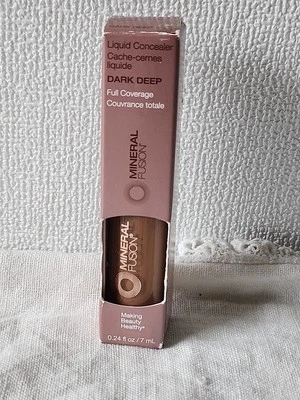 Liquid Concealer
Cache-cernes
liquide
DARK DEEP
Full Coverage
Couvrance totale
MINERAL
FUSION®
MINERAL
FUSION®
Making
Beauty
Healthy®
0.24 fl oz / 7 mL